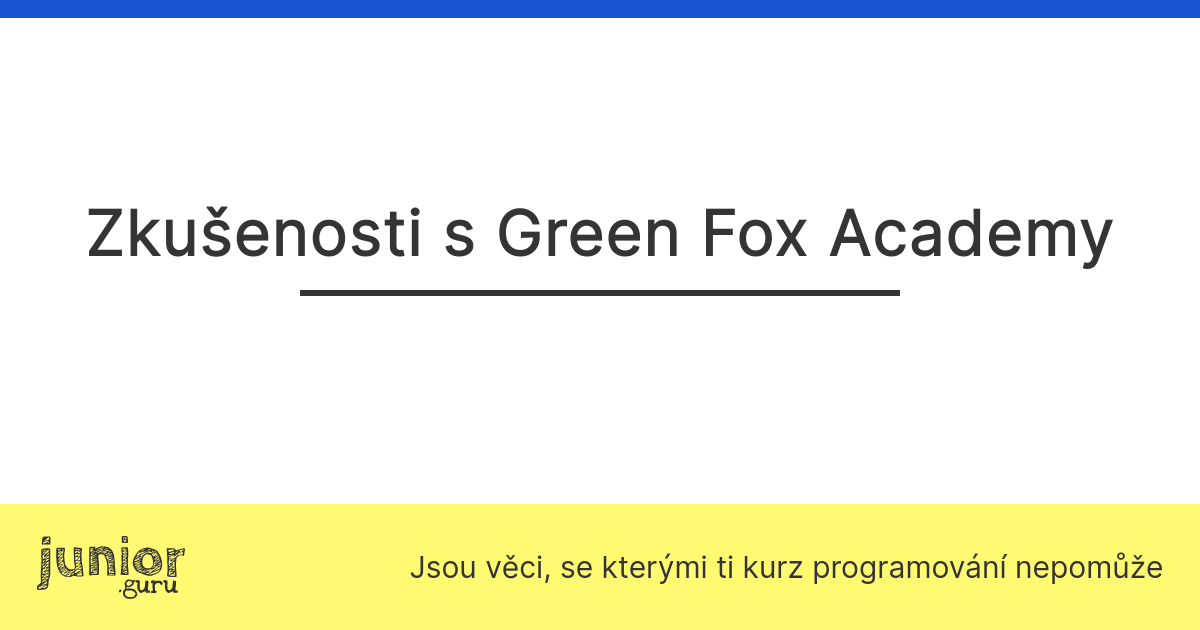 Zkušenosti s Green Fox Academy
junior
.guru
Jsou věci, se kterými ti kurz programování nepomůže